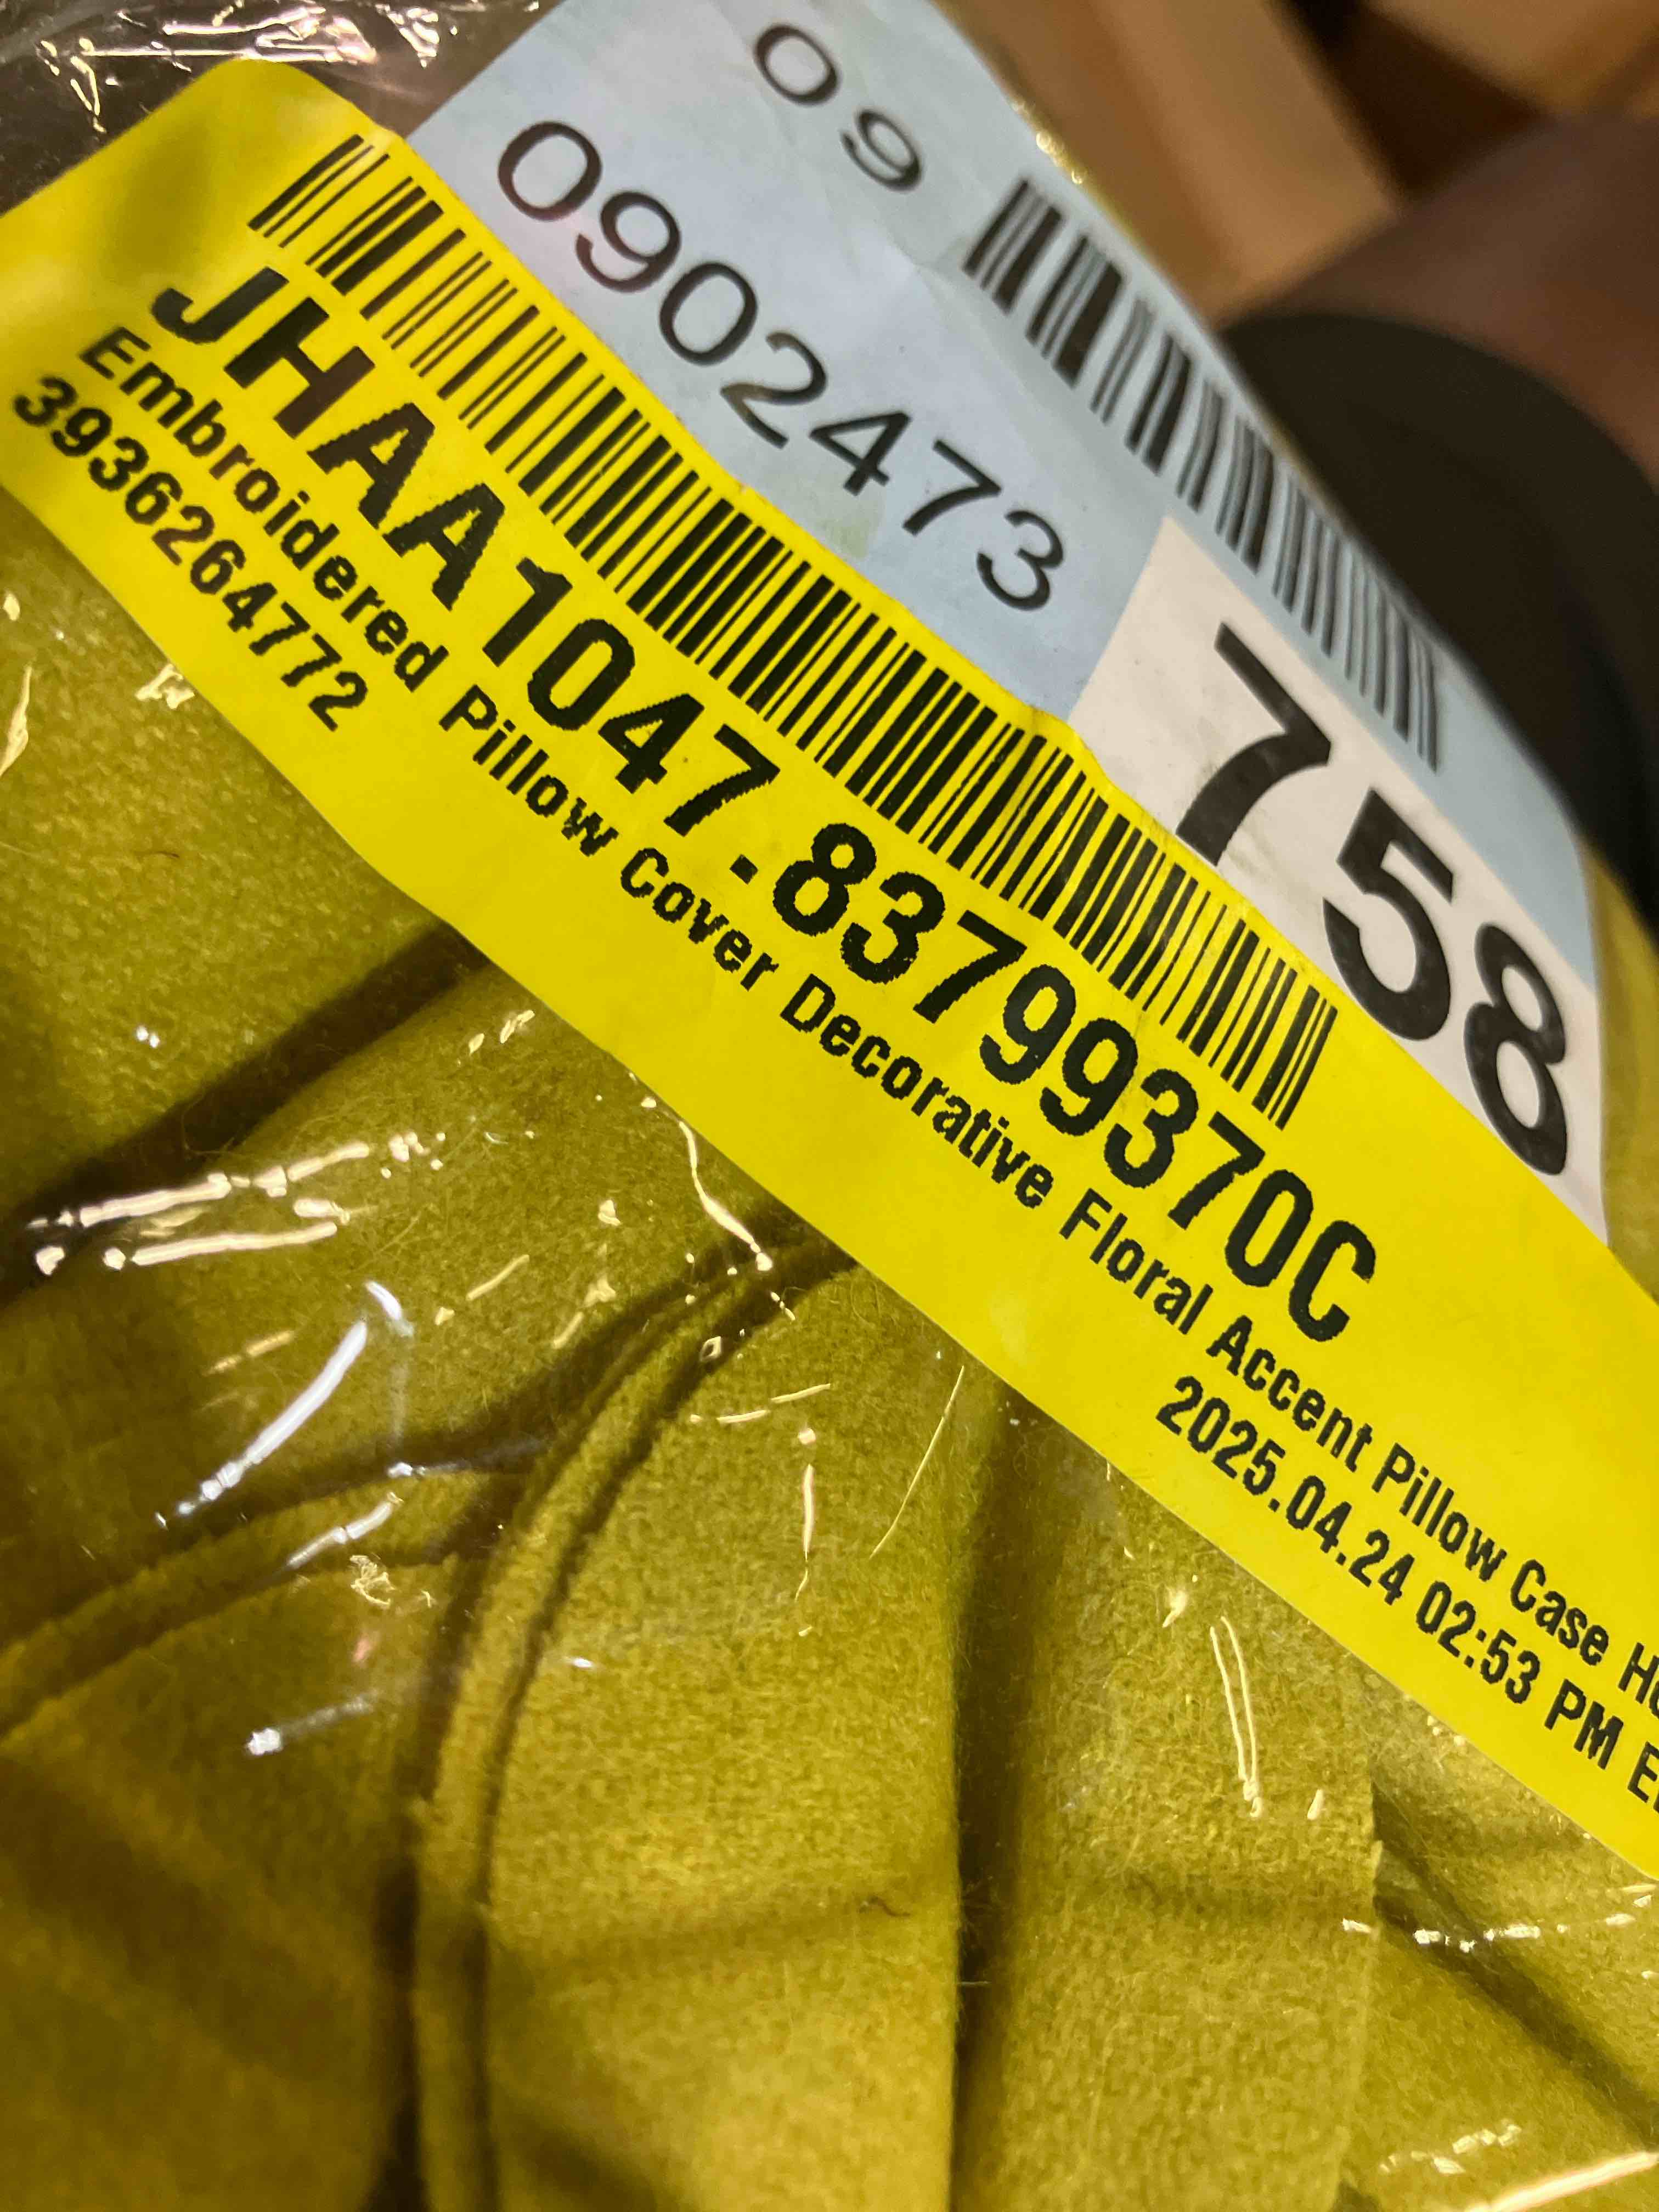 09
0902473
758
JHAA1047.83799370C
Embroidered Pillow Cover Decorative Floral Accent Pillow Case
393626264772
2025.04.24 02:53 PM